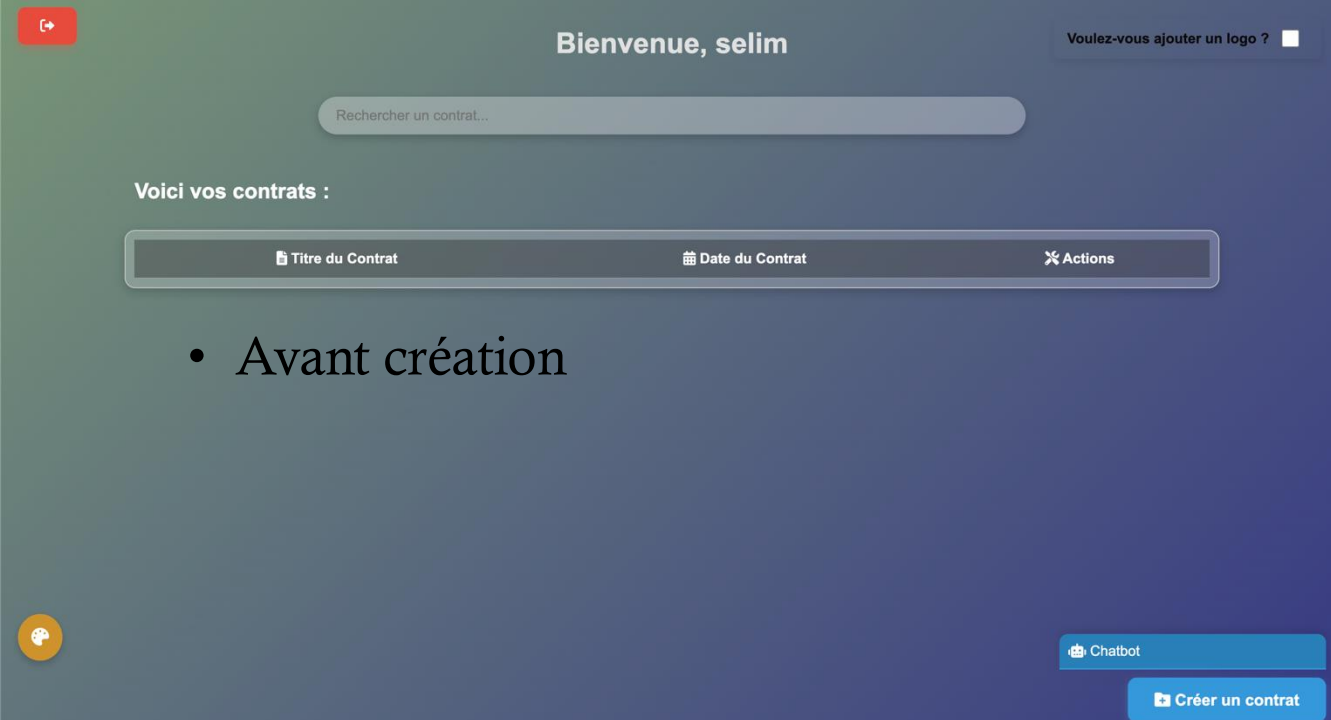 Bienvenue, selim
Voulez-vous ajouter un logo ?
Rechercher un contrat...
Voici vos contrats :
Titre du Contrat Date du Contrat Actions
• Avant création
Chatbot
Créer un contrat